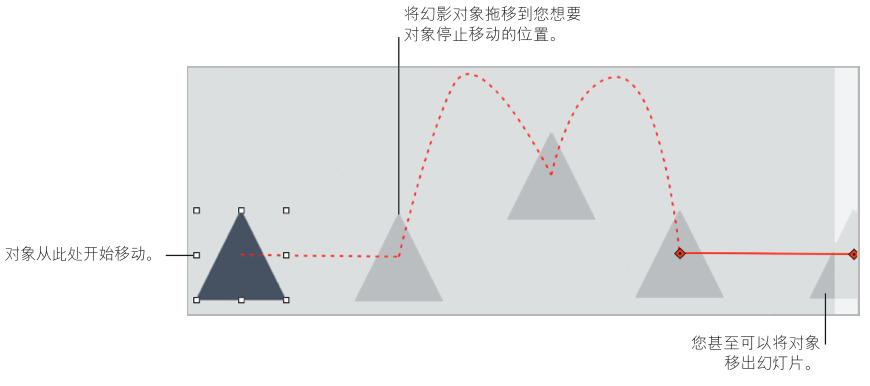 将幻影对象拖移到您想要
对象停止移动的位置。
对象从此处开始移动。
您甚至可以将对象
移出幻灯片。